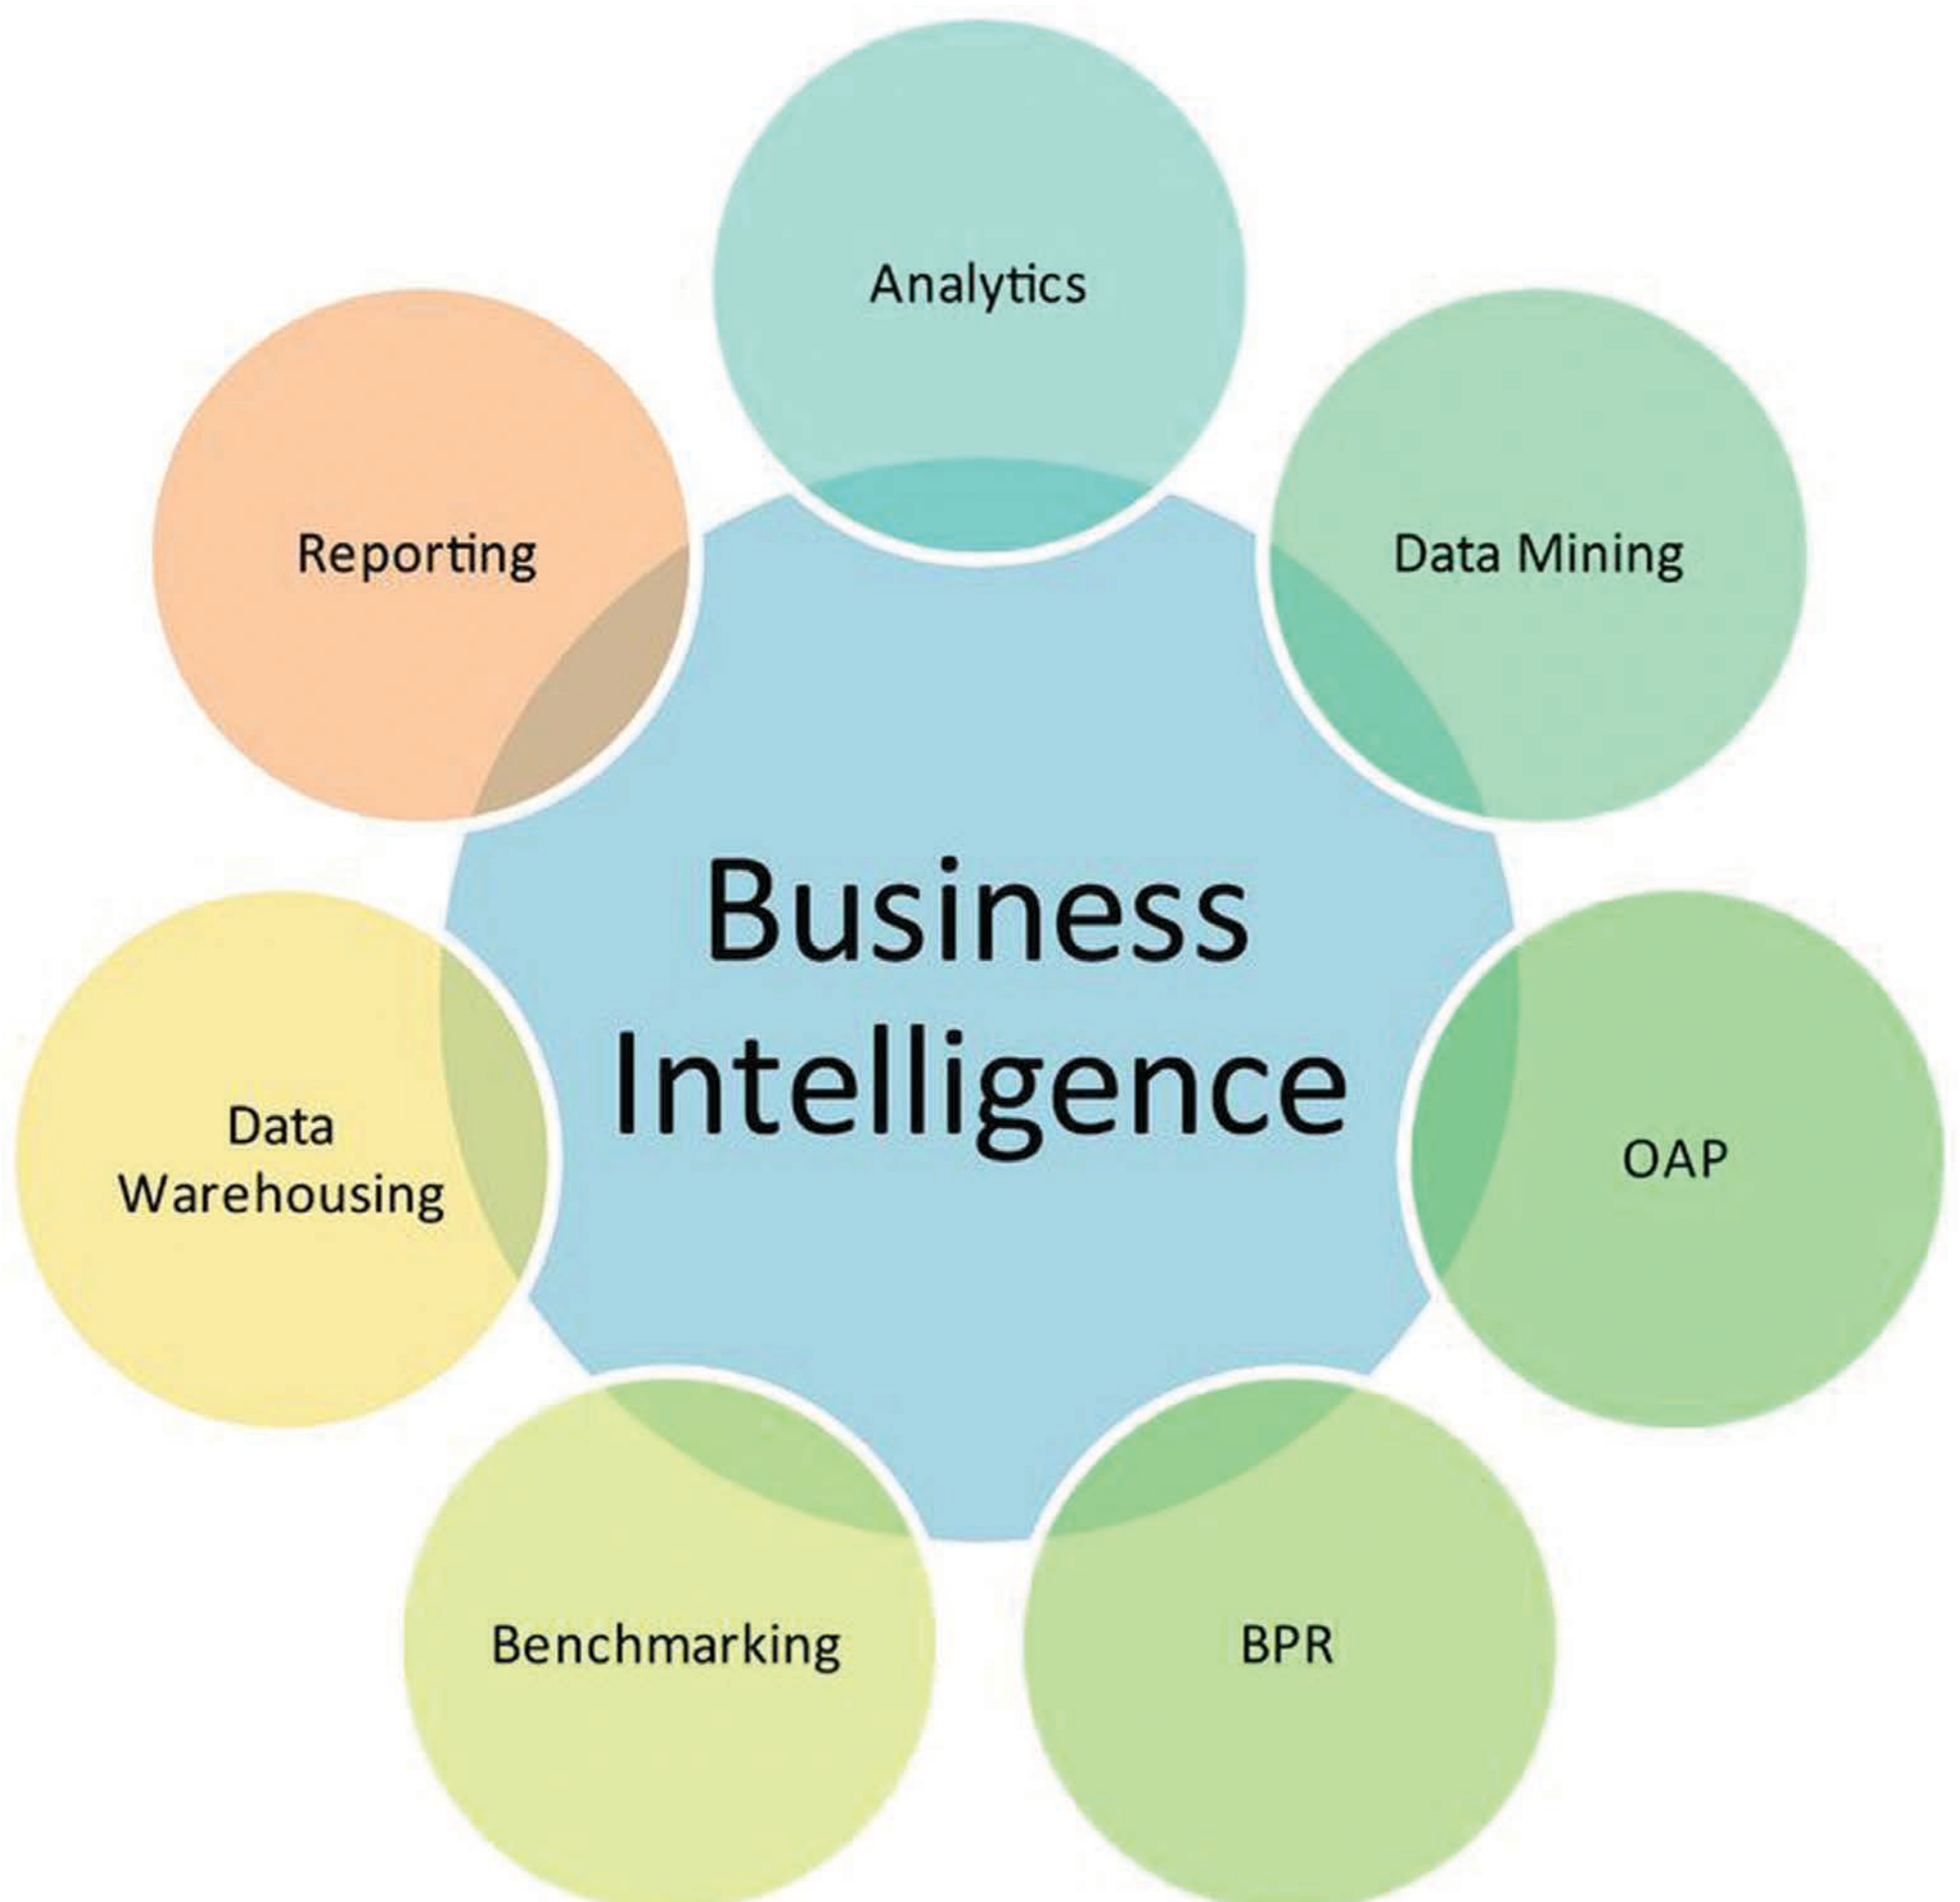 Analytics
Reporting
Data Mining
Business
Intelligence
Data
Warehousing
OAP
Benchmarking
BPR